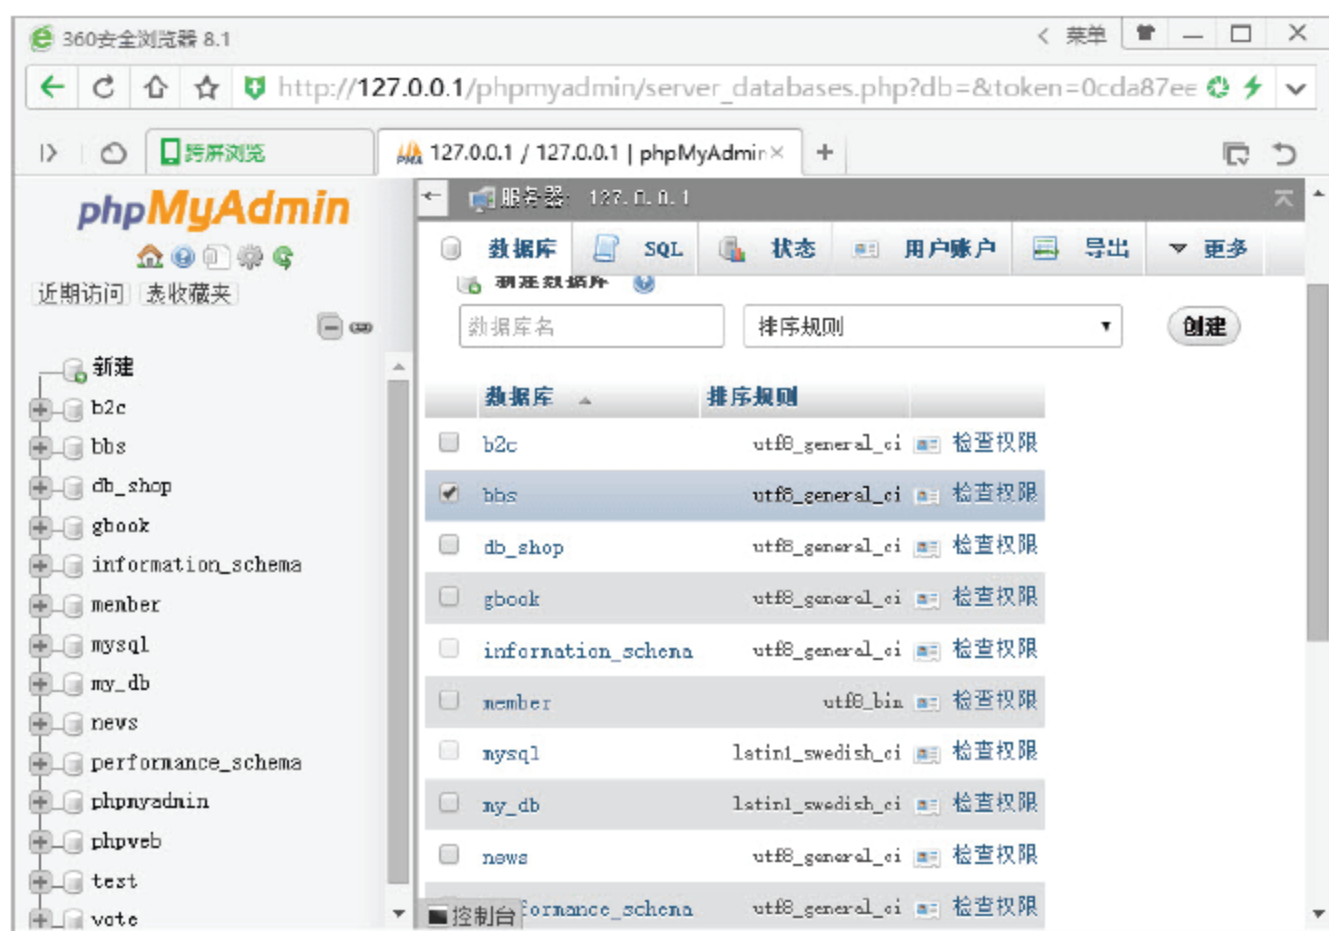 360安全浏览器 8.1
菜单
http://127.0.0.1/phpmyadmin/server_databases.php?db=&token=0cda87ee
跨屏浏览
127.0.0.1 / 127.0.0.1 | phpMyAdmin
phpMyAdmin
近期访问 表收藏夹
新建
b2c
bbs
db_shop
gbook
information_schema
member
mysql
my_db
news
performance_schema
phpmyadmin
phpweb
test
vote
服务器: 127.0.0.1
数据库 SQL 状态 用户账户 导出 更多
新建数据库
数据库名 排序规则 创建
数据库 排序规则
b2c utf8_general_ci 检查权限
bbs utf8_general_ci 检查权限
db_shop utf8_general_ci 检查权限
gbook utf8_general_ci 检查权限
information_schema utf8_general_ci 检查权限
member utf8_bin 检查权限
mysql latin1_swedish_ci 检查权限
my_db latin1_swedish_ci 检查权限
news utf8_general_ci 检查权限
formance_schema utf8_general_ci 检查权限
控制台